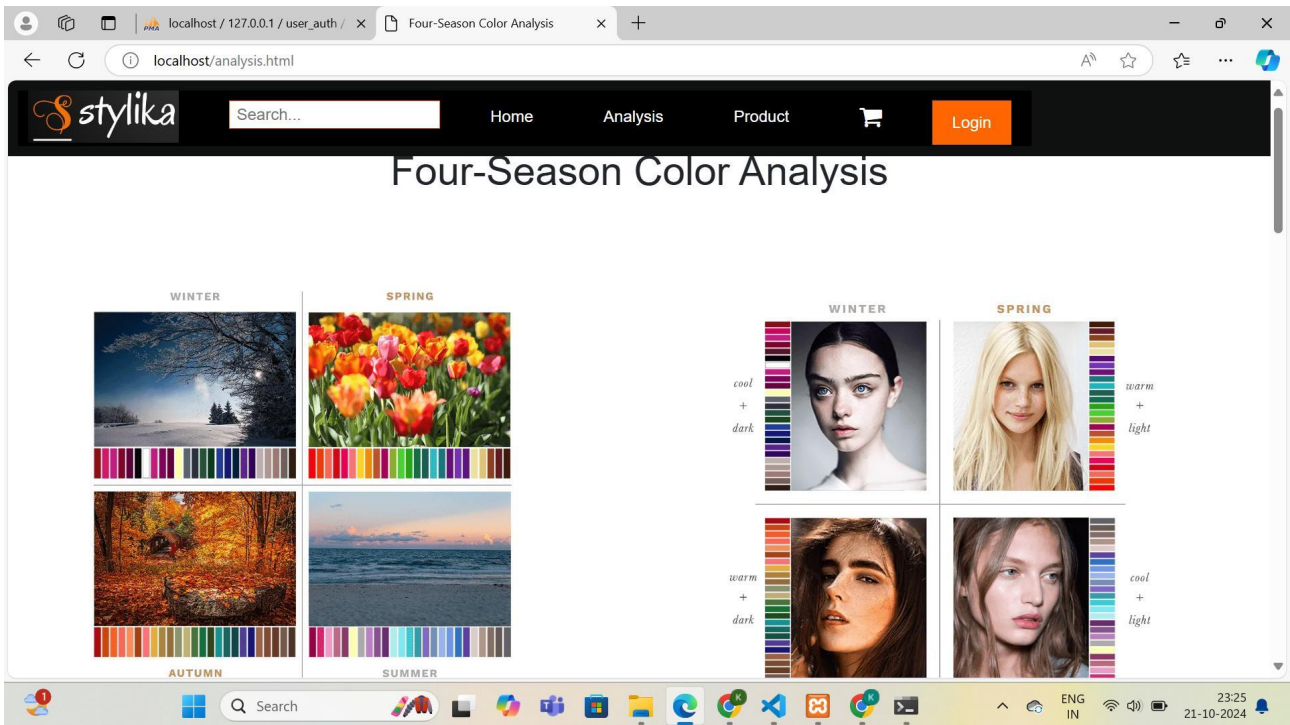 localhost / 127.0.0.1 / user_auth /
Four-Season Color Analysis
localhost/analysis.html
stylika
Search...
Home
Analysis
Product
Login
Four-Season Color Analysis
WINTER
SPRING
AUTUMN
SUMMER
WINTER
SPRING
cool
+
dark
warm
+
light
warm
+
dark
cool
+
light
1
Search
K
K
ENG
IN
23:25
21-10-2024